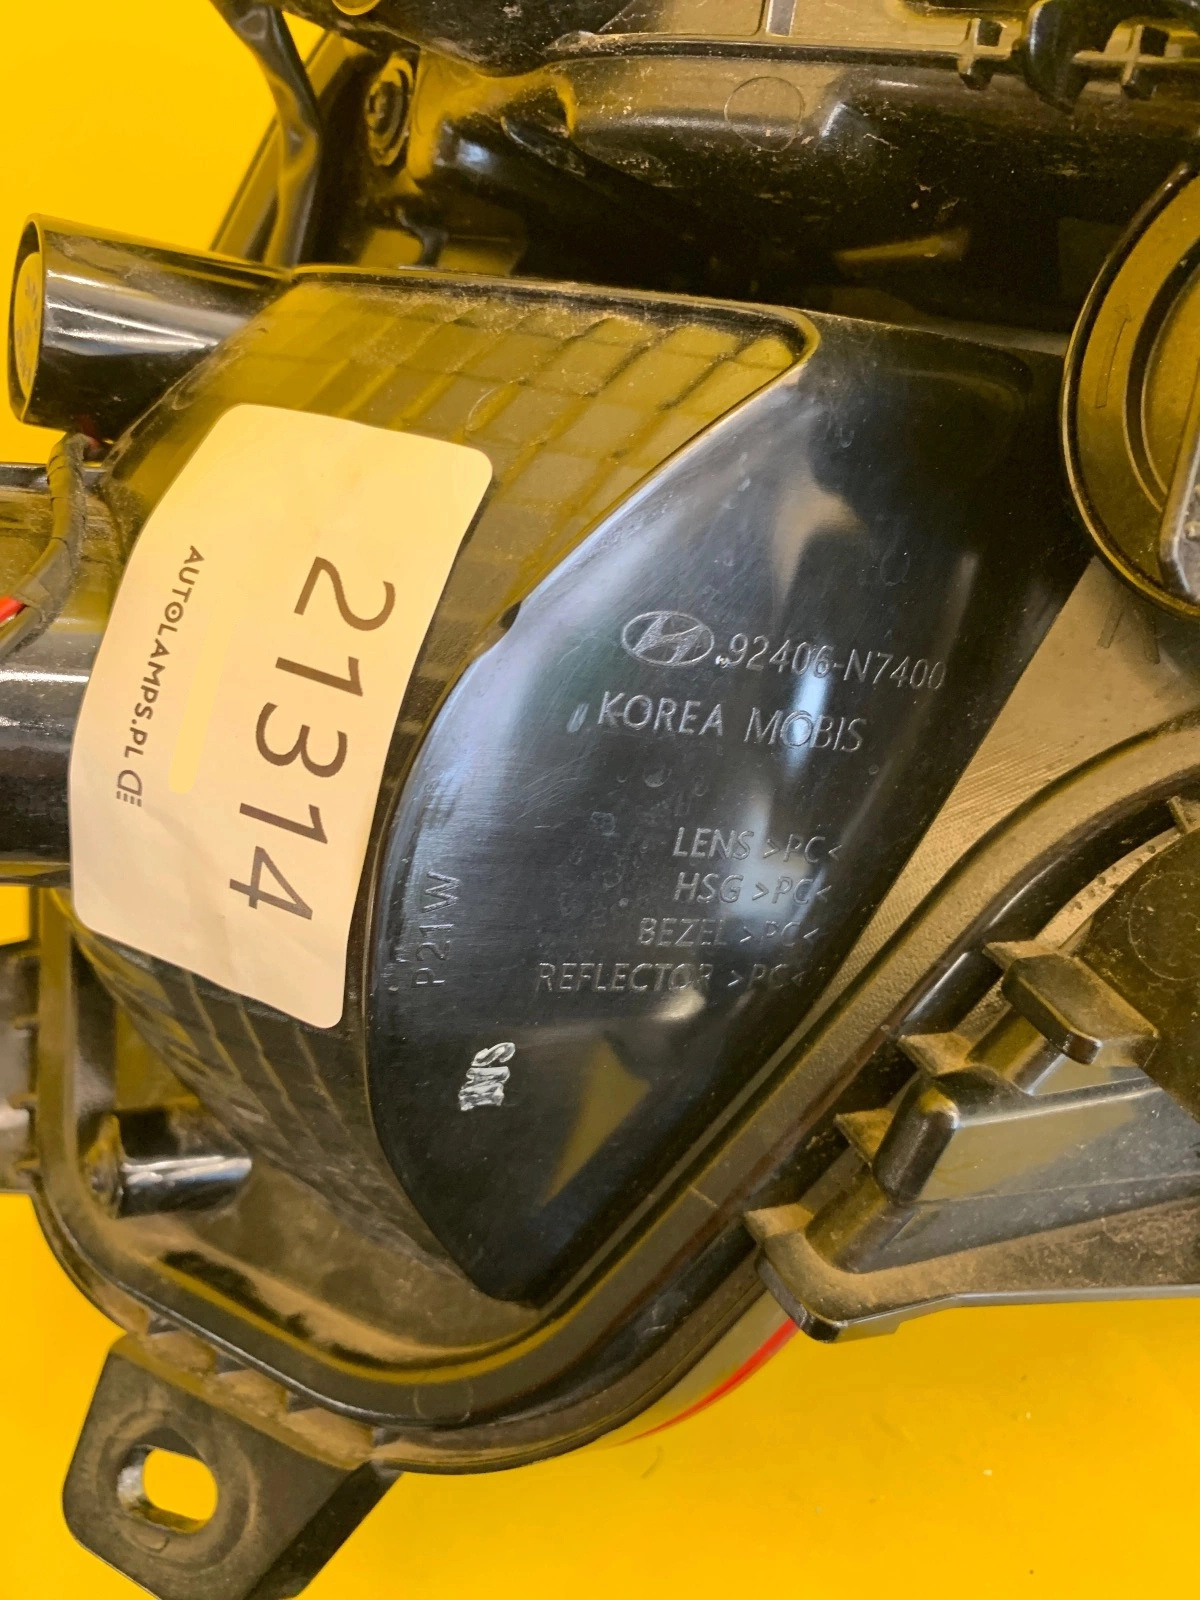 21314
AUTOLAMPS.PL
92406-N7400
KOREA MOBIS
LENS >PC<
HSG >PC<
BEZEL >PC<
REFLECTOR >PC<
P21W